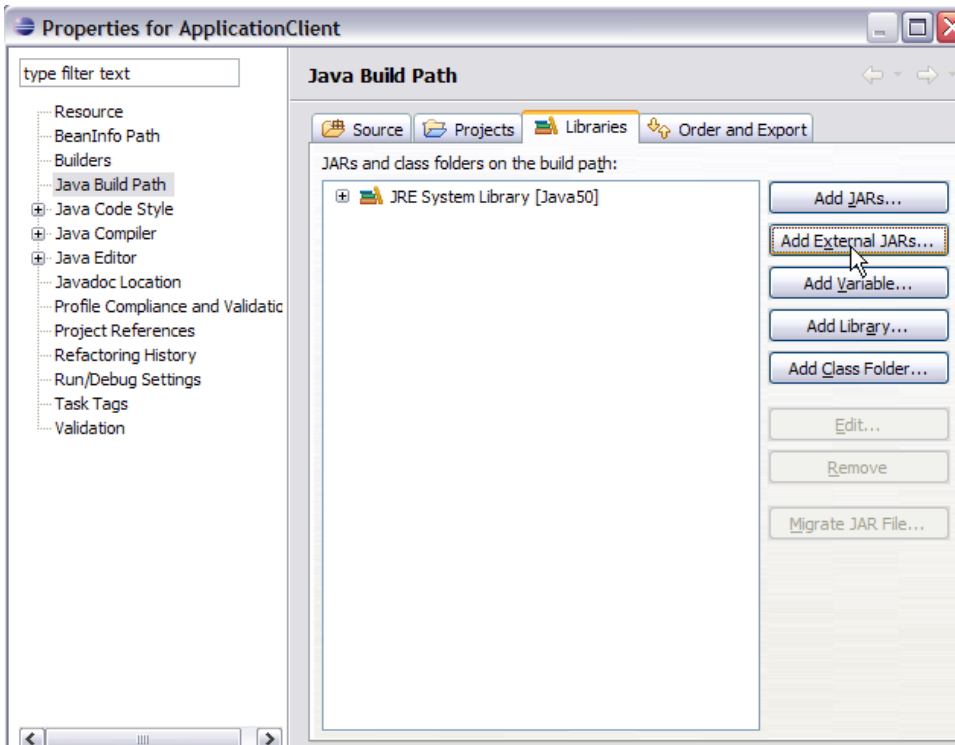 Properties for ApplicationClient
type filter text
Resource
BeanInfo Path
Builders
Java Build Path
Java Code Style
Java Compiler
Java Editor
Javadoc Location
Profile Compliance and Validatio
Project References
Refactoring History
Run/Debug Settings
Task Tags
Validation
Java Build Path
Source Projects Libraries Order and Export
JARs and class folders on the build path:
JRE System Library [Java50]
Add JARs...
Add External JARs...
Add Variable...
Add Library...
Add Class Folder...
Edit...
Remove
Migrate JAR File...